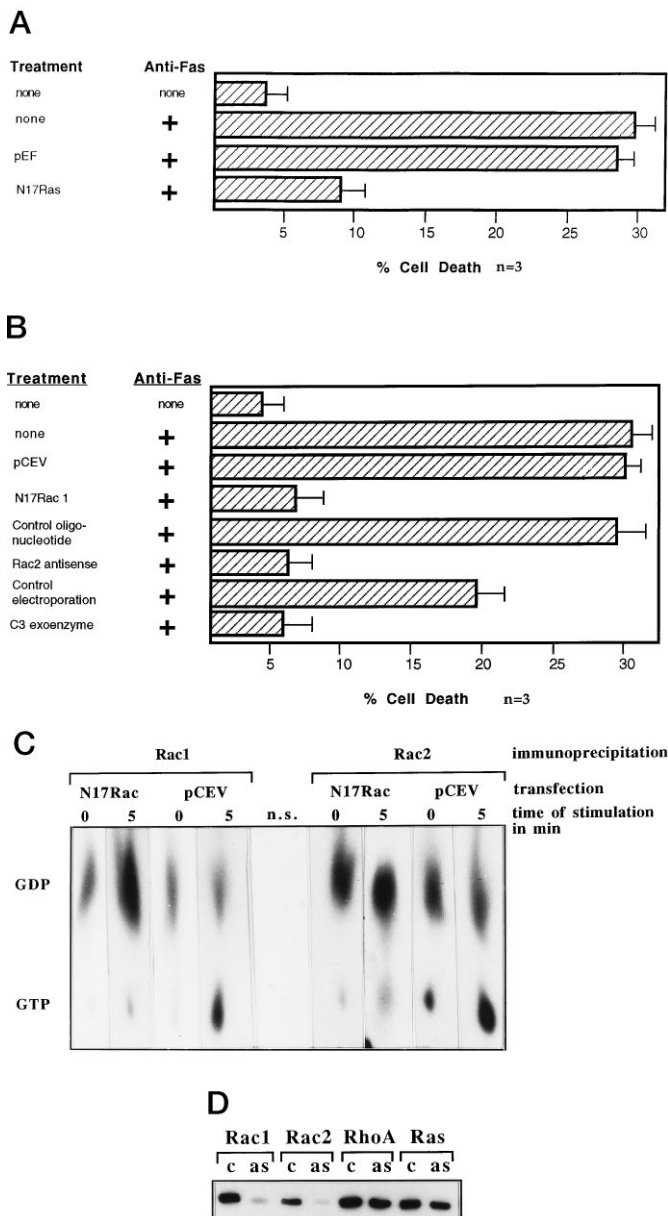 A
Treatment Anti-Fas
none none
none +
pEF +
N17Ras +
5 10 15 20 25 30
% Cell Death n=3
B
Treatment Anti-Fas
none none
none +
pCEV +
N17Rac 1 +
Control oligo-
nucleotide +
Rac2 antisense +
Control
electroporation +
C3 exoenzyme +
5 10 15 20 25 30
% Cell Death n=3
C
Rac1 Rac2 immunoprecipitation
N17Rac pCEV N17Rac pCEV transfection
0 5 0 5 n.s. 0 5 0 5 time of stimulation
in min
GDP
GTP
D
Rac1 Rac2 RhoA Ras
c as c as c as c as